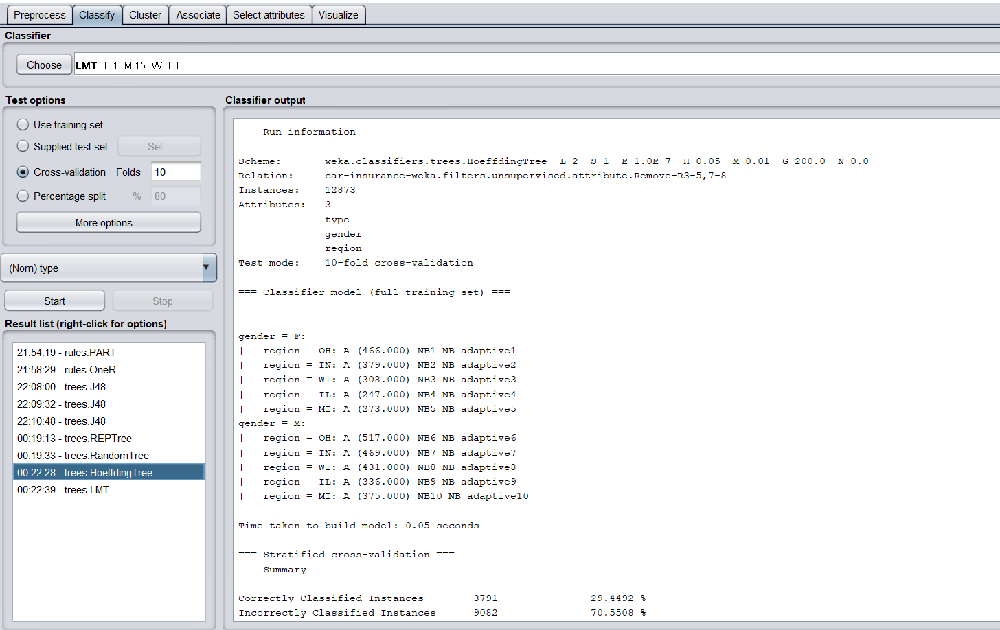 Preprocess Classify Cluster Associate Select attributes Visualize
Classifier
Choose LMT -I -1 -M 15 -W 0.0
Test options
Use training set
Supplied test set Set...
Cross-validation Folds 10
Percentage split % 80
More options...
(Nom) type
Start Stop
Result list (right-click for options)
21:54:19 - rules.PART
21:58:29 - rules.OneR
22:08:00 - trees.J48
22:09:32 - trees.J48
22:10:48 - trees.J48
00:19:13 - trees.REPTree
00:19:33 - trees.RandomTree
00:22:28 - trees.HoeffdingTree
00:22:39 - trees.LMT
Classifier output
=== Run information ===
Scheme: weka.classifiers.trees.HoeffdingTree -L 2 -S 1 -E 1.0E-7 -H 0.05 -M 0.01 -G 200.0 -N 0.0
Relation: car-insurance-weka.filters.unsupervised.attribute.Remove-R3-5,7-8
Instances: 12873
Attributes: 3
type
gender
region
Test mode: 10-fold cross-validation
=== Classifier model (full training set) ===
gender = F:
| region = OH: A (466.000) NB1 NB adaptive1
| region = IN: A (379.000) NB2 NB adaptive2
| region = WI: A (308.000) NB3 NB adaptive3
| region = IL: A (247.000) NB4 NB adaptive4
| region = MI: A (273.000) NB5 NB adaptive5
gender = M:
| region = OH: A (517.000) NB6 NB adaptive6
| region = IN: A (469.000) NB7 NB adaptive7
| region = WI: A (431.000) NB8 NB adaptive8
| region = IL: A (336.000) NB9 NB adaptive9
| region = MI: A (375.000) NB10 NB adaptive10
Time taken to build model: 0.05 seconds
=== Stratified cross-validation ===
=== Summary ===
Correctly Classified Instances 3791 29.4492 %
Incorrectly Classified Instances 9082 70.5508 %